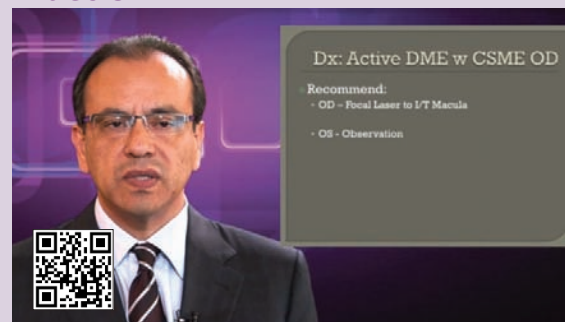 Dx: Active DME w CSME OD
Recommend:
OD – Focal Laser to I/T Macula
OS - Observation